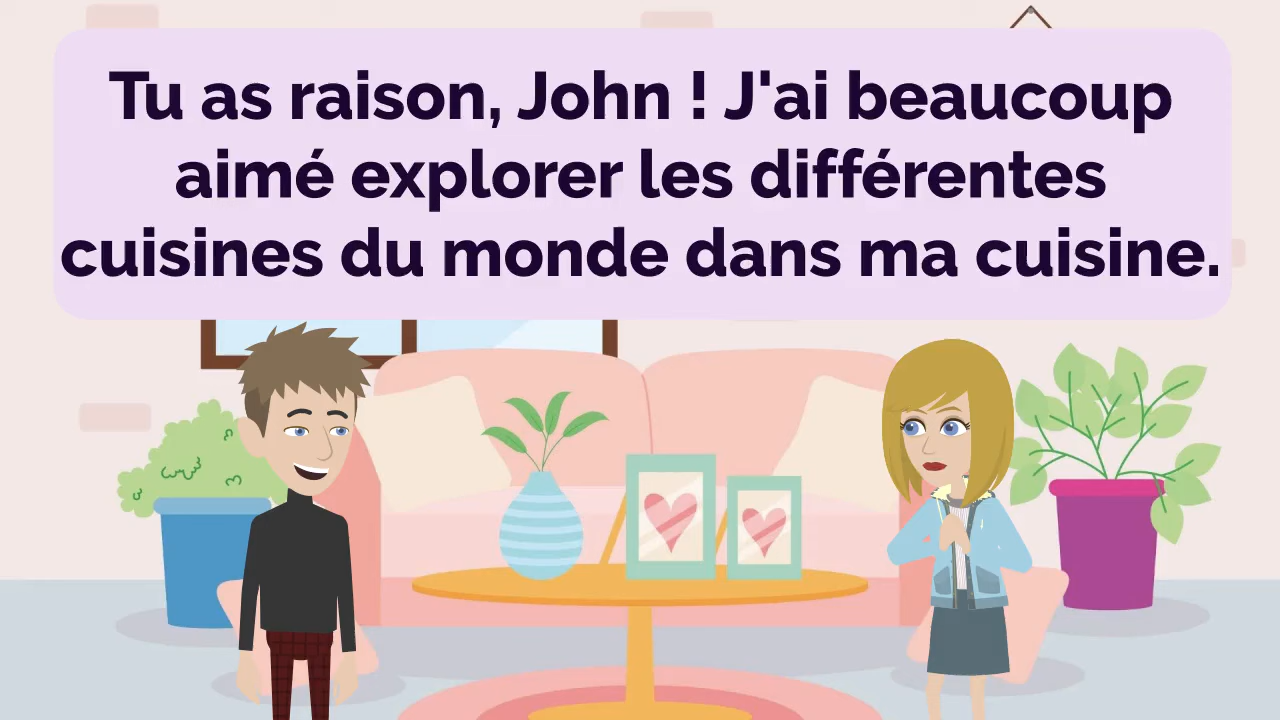 Tu as raison, John ! J'ai beaucoup
aimé explorer les différentes
cuisines du monde dans ma cuisine.